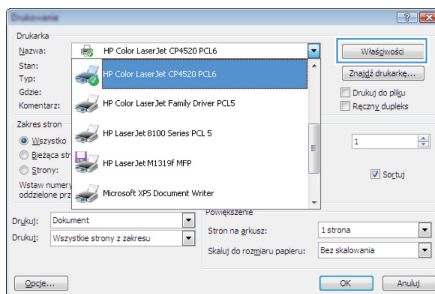 Drukowanie
Drukarka
Nazwa: HP Color LaserJet CP4520 PCL6 Właściwości
Stan: HP Color LaserJet CP4520 PCL6 Znajdź drukarkę...
Typ:
Gdzie: HP Color LaserJet Family Driver PCL5 Drukuj do pliku
Komentarz: Ręczny dupleks
Zakres stron HP LaserJet 8100 Series PCL 5
Wszystko 1
Bieżąca str HP LaserJet M1319f MFP
Strony: Sortuj
Wstaw numery Microsoft XPS Document Writer
oddzielone prz
Powiększenie
Drukuj: Dokument Stron na arkusz: 1 strona
Drukuj: Wszystkie strony z zakresu Skaluj do rozmiaru papieru: Bez skalowania
Opcje... OK Anuluj